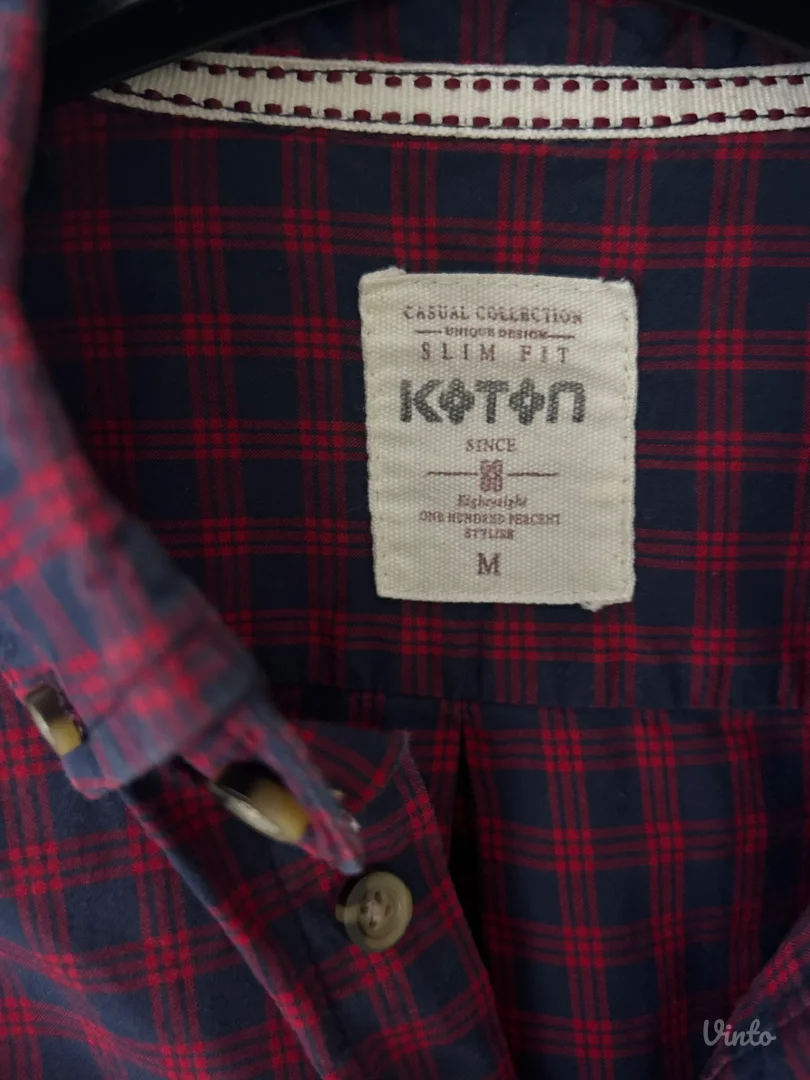 CASUAL COLLECTION
UNIQUE DESIGN
SLIM FIT
KOTON
SINCE
88
Eightyeight
ONE HUNDRED PERCENT
STYLISH
M
Vinto